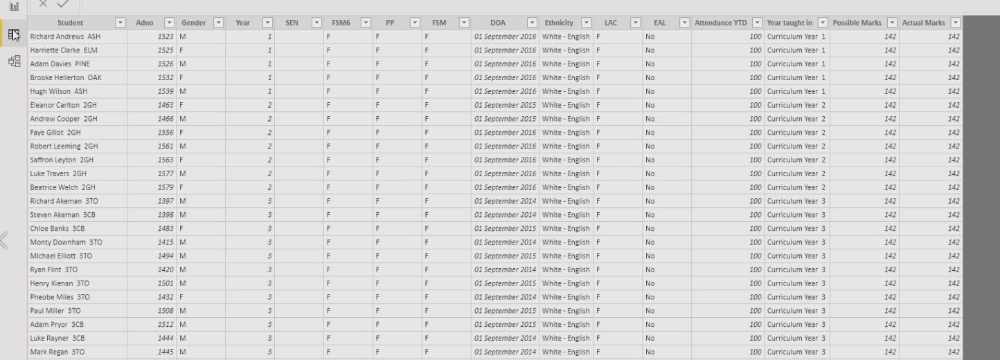 Student Adno Gender Year SEN FSM6 PP FSM DOA Ethnicity LAC EAL Attendance YTD Year taught in Possible Marks Actual Marks
Richard Andrews ASH 1523 M 1 F F F 01 September 2016 White - English F No 100 Curriculum Year 1 142 142
Harriette Clarke ELM 1525 F 1 F F F 01 September 2016 White - English F No 100 Curriculum Year 1 142 142
Adam Davies PINE 1526 M 1 F F F 01 September 2016 White - English F No 100 Curriculum Year 1 142 142
Brooke Hellerton OAK 1532 F 1 F F F 01 September 2016 White - English F No 100 Curriculum Year 1 142 142
Hugh Wilson ASH 1539 M 1 F F F 01 September 2016 White - English F No 100 Curriculum Year 1 142 142
Eleanor Carlton 2GH 1463 F 2 F F F 01 September 2015 White - English F No 100 Curriculum Year 2 142 142
Andrew Cooper 2GH 1466 M 2 F F F 01 September 2015 White - English F No 100 Curriculum Year 2 142 142
Faye Gillot 2GH 1556 F 2 F F F 01 September 2016 White - English F No 100 Curriculum Year 2 142 142
Robert Leeming 2GH 1561 M 2 F F F 01 September 2016 White - English F No 100 Curriculum Year 2 142 142
Saffron Leyton 2GH 1563 F 2 F F F 01 September 2016 White - English F No 100 Curriculum Year 2 142 142
Luke Travers 2GH 1577 M 2 F F F 01 September 2016 White - English F No 100 Curriculum Year 2 142 142
Beatrice Welch 2GH 1579 F 2 F F F 01 September 2016 White - English F No 100 Curriculum Year 2 142 142
Richard Akeman 3TO 1397 M 3 F F F 01 September 2014 White - English F No 100 Curriculum Year 3 142 142
Steven Akeman 3CB 1398 M 3 F F F 01 September 2014 White - English F No 100 Curriculum Year 3 142 142
Chloe Banks 3CB 1483 F 3 F F F 01 September 2015 White - English F No 100 Curriculum Year 3 142 142
Monty Downham 3TO 1415 M 3 F F F 01 September 2014 White - English F No 100 Curriculum Year 3 142 142
Michael Elliott 3TO 1494 M 3 F F F 01 September 2015 White - English F No 100 Curriculum Year 3 142 142
Ryan Flint 3TO 1420 M 3 F F F 01 September 2014 White - English F No 100 Curriculum Year 3 142 142
Henry Kienan 3TO 1501 M 3 F F F 01 September 2015 White - English F No 100 Curriculum Year 3 142 142
Pheobe Miles 3TO 1432 F 3 F F F 01 September 2014 White - English F No 100 Curriculum Year 3 142 142
Paul Miller 3TO 1508 M 3 F F F 01 September 2015 White - English F No 100 Curriculum Year 3 142 142
Adam Pryor 3CB 1512 M 3 F F F 01 September 2015 White - English F No 100 Curriculum Year 3 142 142
Luke Rayner 3CB 1444 M 3 F F F 01 September 2014 White - English F No 100 Curriculum Year 3 142 142
Mark Regan 3TO 1445 M 3 F F F 01 September 2014 White - English F No 100 Curriculum Year 3 142 142